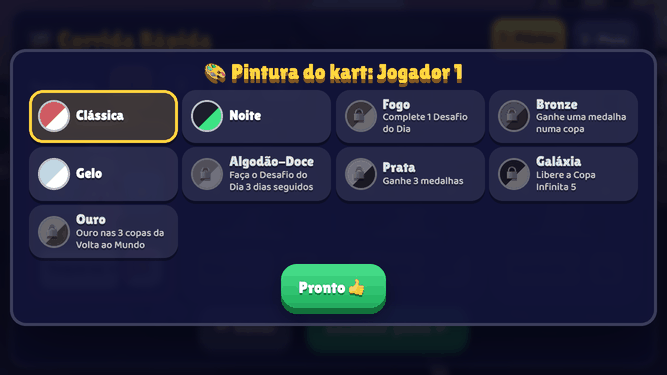 Corrida Rápida
Pintura do kart: Jogador 1
Clássica
Noite
Fogo
Complete 1 Desafio
do Dia
Bronze
Ganhe uma medalha
numa copa
Gelo
Algodão-Doce
Faça o Desafio do
Dia 3 dias seguidos
Prata
Ganhe 3 medalhas
Galáxia
Libere a Copa
Infinita 5
Ouro
Ouro nas 3 copas da
Volta ao Mundo
Pronto